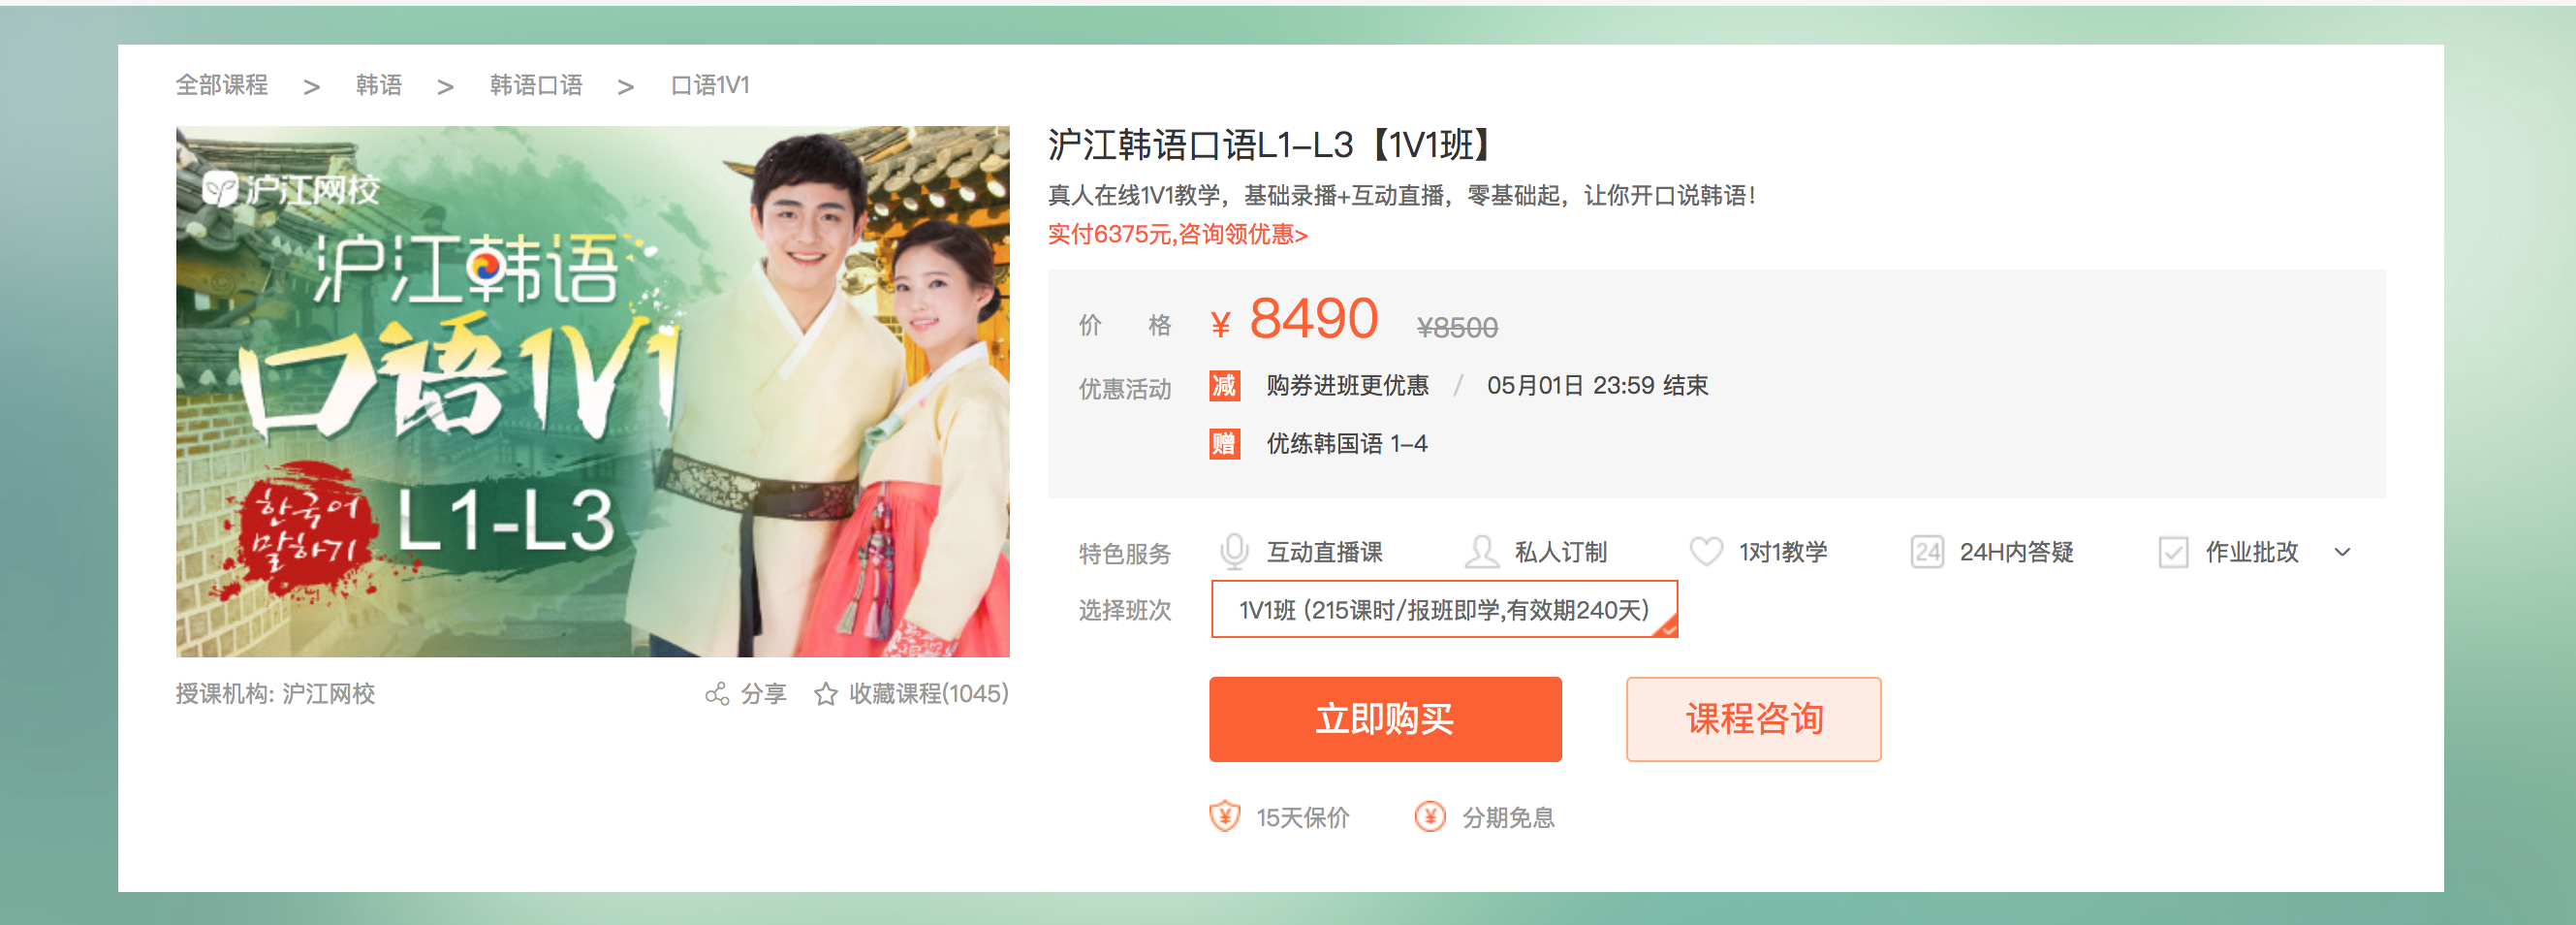 全部课程 > 韩语 > 韩语口语 > 口语1V1
沪江网校
沪江韩语
口语1V1
한국어
말하기
L1-L3
授课机构: 沪江网校
分享
收藏课程(1045)
沪江韩语口语L1–L3【1V1班】
真人在线1V1教学，基础录播+互动直播，零基础起，让你开口说韩语！
实付6375元,咨询领优惠>
价 格 ¥ 8490 ¥8500
优惠活动 减 购券进班更优惠 / 05月01日 23:59 结束
赠 优练韩国语 1–4
特色服务 互动直播课 私人订制 1对1教学 24 24H内答疑 作业批改
选择班次 1V1班 (215课时/报班即学,有效期240天)
立即购买 课程咨询
¥ 15天保价 ¥ 分期免息